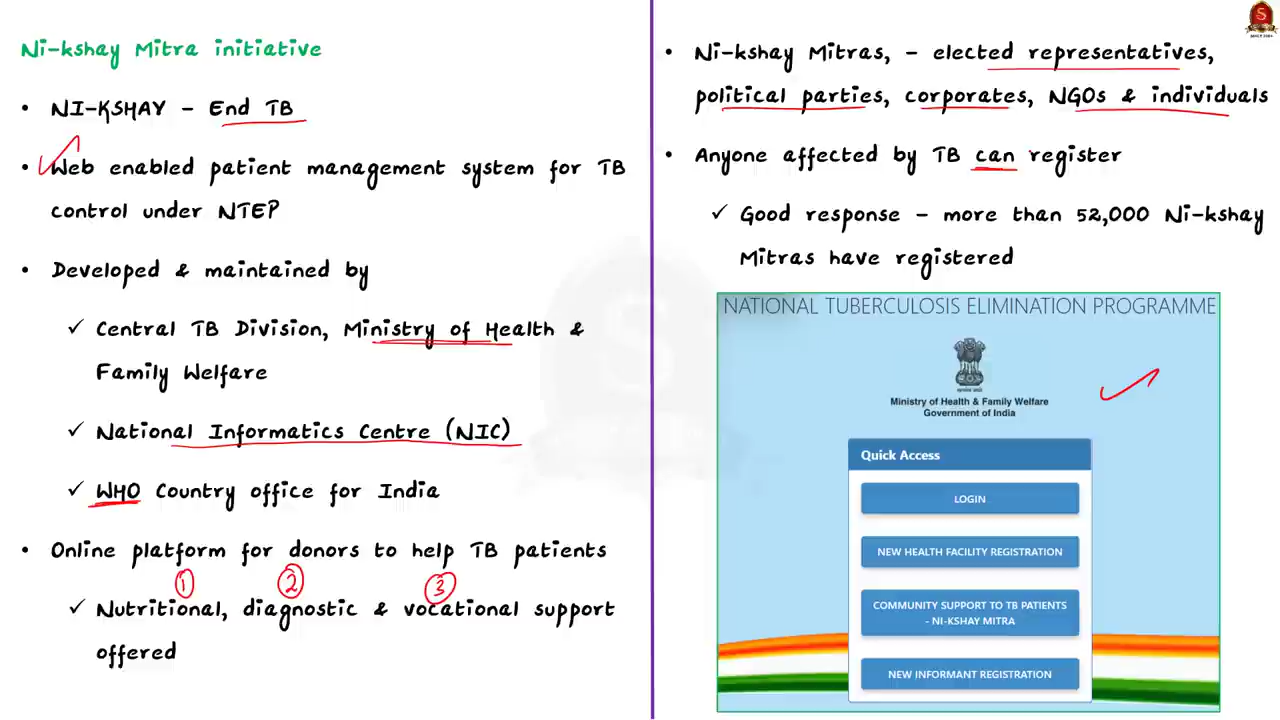 Ni-kshay Mitra initiative
• NI-KSHAY - End TB
• Web enabled patient management system for TB
control under NTEP
• Developed & maintained by
✓ Central TB Division, Ministry of Health &
Family Welfare
✓ National Informatics Centre (NIC)
✓ WHO Country office for India
• Online platform for donors to help TB patients
① ② ③
✓ Nutritional, diagnostic & vocational support
offered
• Ni-kshay Mitras, - elected representatives,
political parties, corporates, NGOs & individuals
• Anyone affected by TB can register
✓ Good response - more than 52,000 Ni-kshay
Mitras have registered
NATIONAL TUBERCULOSIS ELIMINATION PROGRAMME
Ministry of Health & Family Welfare
Government of India
Quick Access
LOGIN
NEW HEALTH FACILITY REGISTRATION
COMMUNITY SUPPORT TO TB PATIENTS
- NI-KSHAY MITRA
NEW INFORMANT REGISTRATION